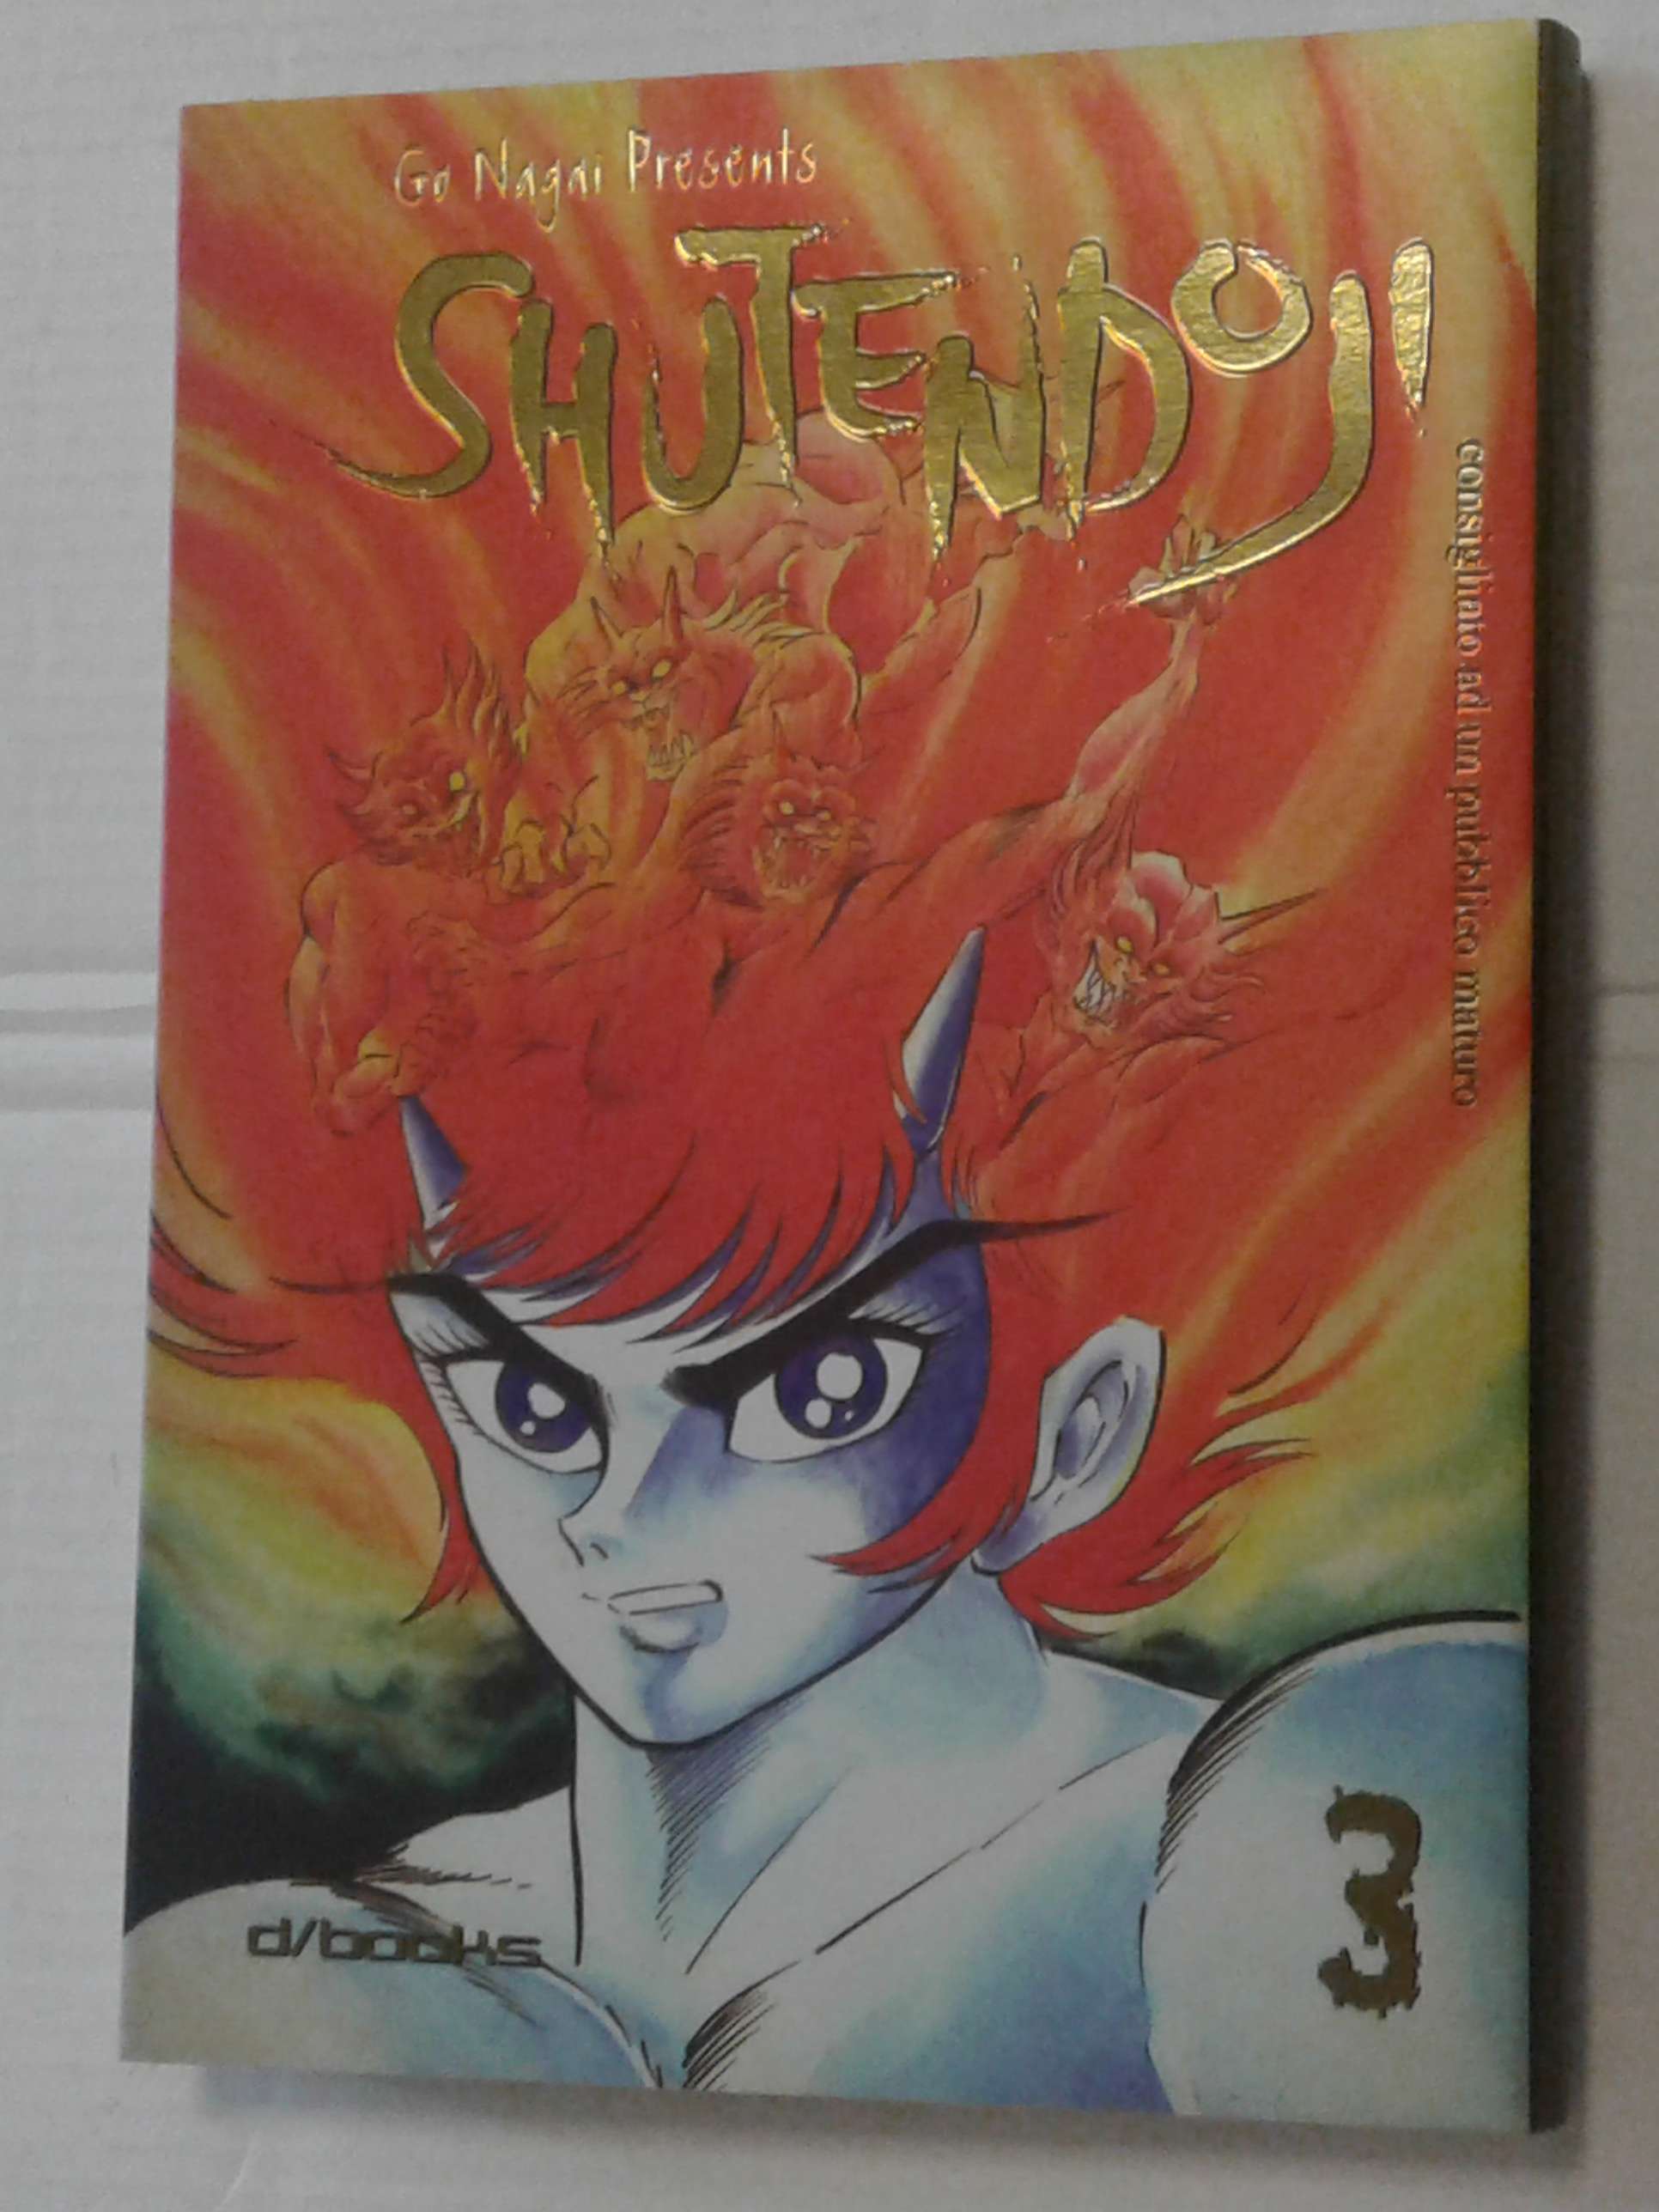 Go Nagai Presents
SHUTENDOJI
consigliato ad un pubblico maturo
d/books
3